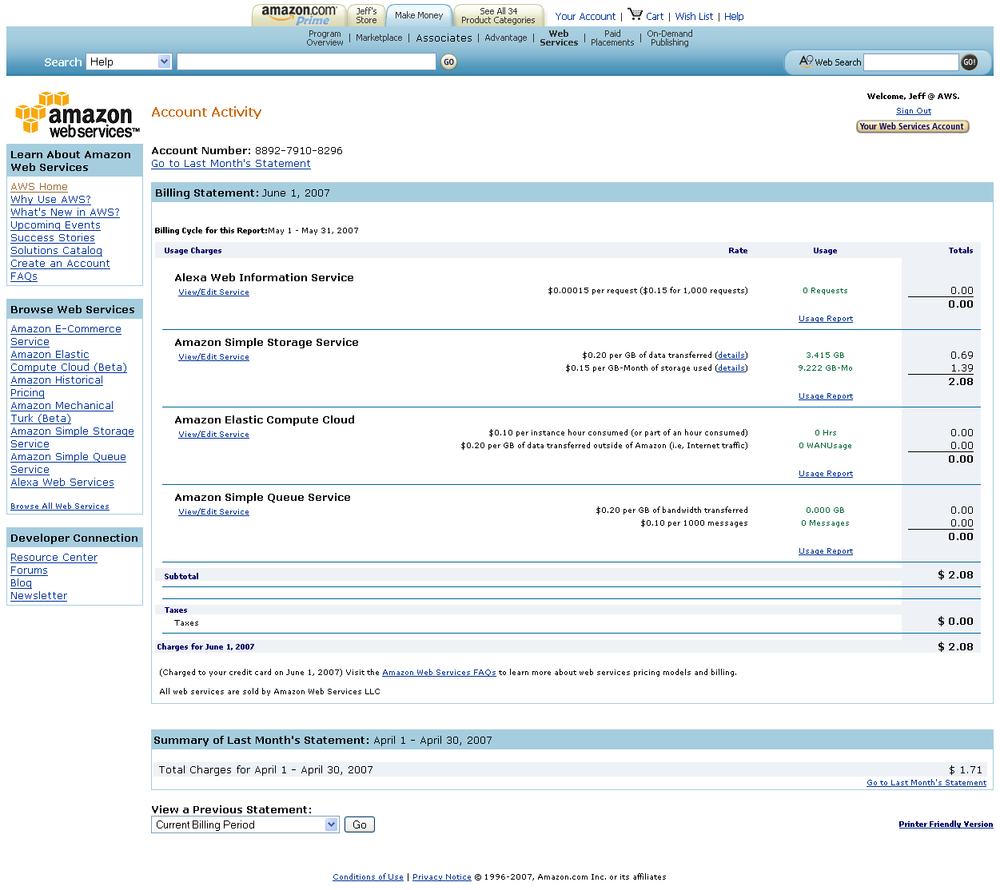 amazon.com Prime
Jeff's Store
Make Money
See All 34 Product Categories
Your Account | Cart | Wish List | Help
Program Overview | Marketplace | Associates | Advantage | Web Services | Paid Placements | On-Demand Publishing
Search Help GO
A9 Web Search GO!
amazon webservices™
Account Activity
Welcome, Jeff @ AWS.
Sign Out
Your Web Services Account
Learn About Amazon Web Services
AWS Home
Why Use AWS?
What's New in AWS?
Upcoming Events
Success Stories
Solutions Catalog
Create an Account
FAQs
Browse Web Services
Amazon E-Commerce
Service
Amazon Elastic
Compute Cloud (Beta)
Amazon Historical
Pricing
Amazon Mechanical
Turk (Beta)
Amazon Simple Storage
Service
Amazon Simple Queue
Service
Alexa Web Services
Browse All Web Services
Developer Connection
Resource Center
Forums
Blog
Newsletter
Account Number: 8892-7910-8296
Go to Last Month's Statement
Billing Statement: June 1, 2007
Billing Cycle for this Report:May 1 - May 31, 2007
Usage Charges Rate Usage Totals
Alexa Web Information Service
View/Edit Service $0.00015 per request ($0.15 for 1,000 requests) 0 Requests 0.00
0.00
Usage Report
Amazon Simple Storage Service
View/Edit Service $0.20 per GB of data transferred (details) 3.415 GB 0.69
$0.15 per GB-Month of storage used (details) 9.222 GB-Mo 1.39
2.08
Usage Report
Amazon Elastic Compute Cloud
View/Edit Service $0.10 per instance hour consumed (or part of an hour consumed) 0 Hrs 0.00
$0.20 per GB of data transferred outside of Amazon (i.e, Internet traffic) 0 WANUsage 0.00
0.00
Usage Report
Amazon Simple Queue Service
View/Edit Service $0.20 per GB of bandwidth transferred 0.000 GB 0.00
$0.10 per 1000 messages 0 Messages 0.00
0.00
Usage Report
Subtotal $ 2.08
Taxes
Taxes $ 0.00
Charges for June 1, 2007 $ 2.08
(Charged to your credit card on June 1, 2007) Visit the Amazon Web Services FAQs to learn more about web services pricing models and billing.
All web services are sold by Amazon Web Services LLC
Summary of Last Month's Statement: April 1 - April 30, 2007
Total Charges for April 1 - April 30, 2007 $ 1.71
Go to Last Month's Statement
View a Previous Statement:
Current Billing Period Go
Printer Friendly Version
Conditions of Use | Privacy Notice © 1996-2007, Amazon.com Inc. or its affiliates